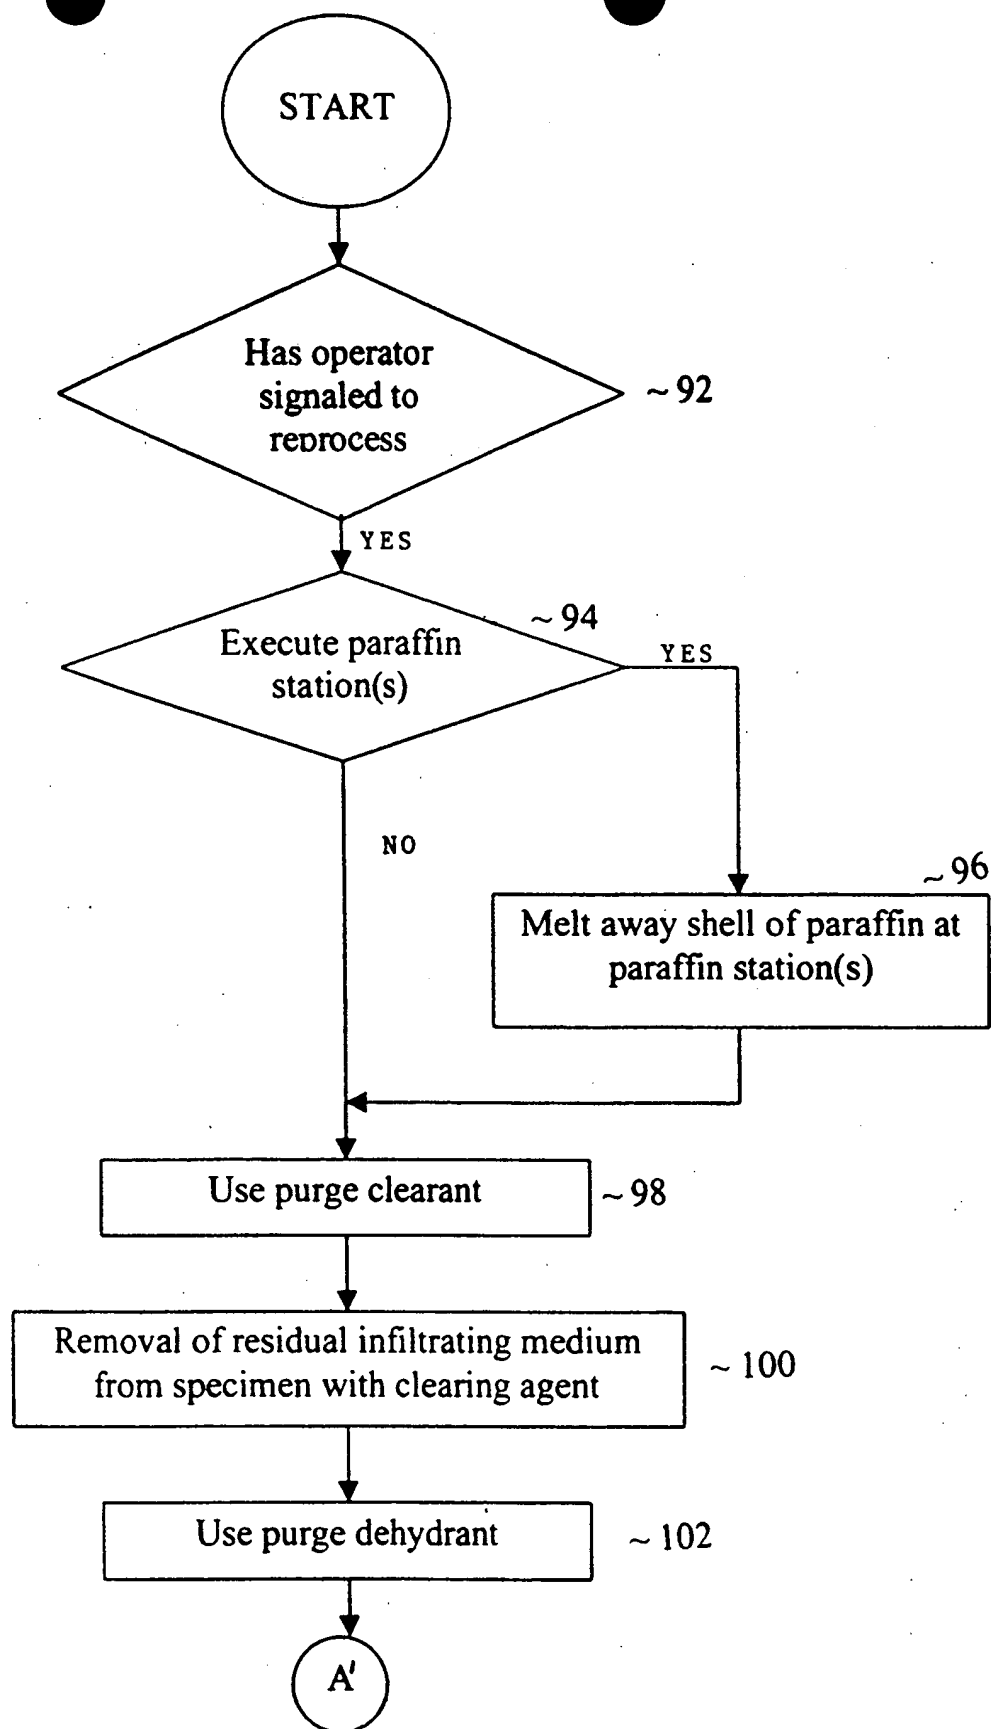 START
Has operator
signaled to
reprocess
~92
YES
~94
Execute paraffin
station(s)
YES
NO
~96
Melt away shell of paraffin at
paraffin station(s)
Use purge clearant
~98
Removal of residual infiltrating medium
from specimen with clearing agent
~100
Use purge dehydrant
~102
A'